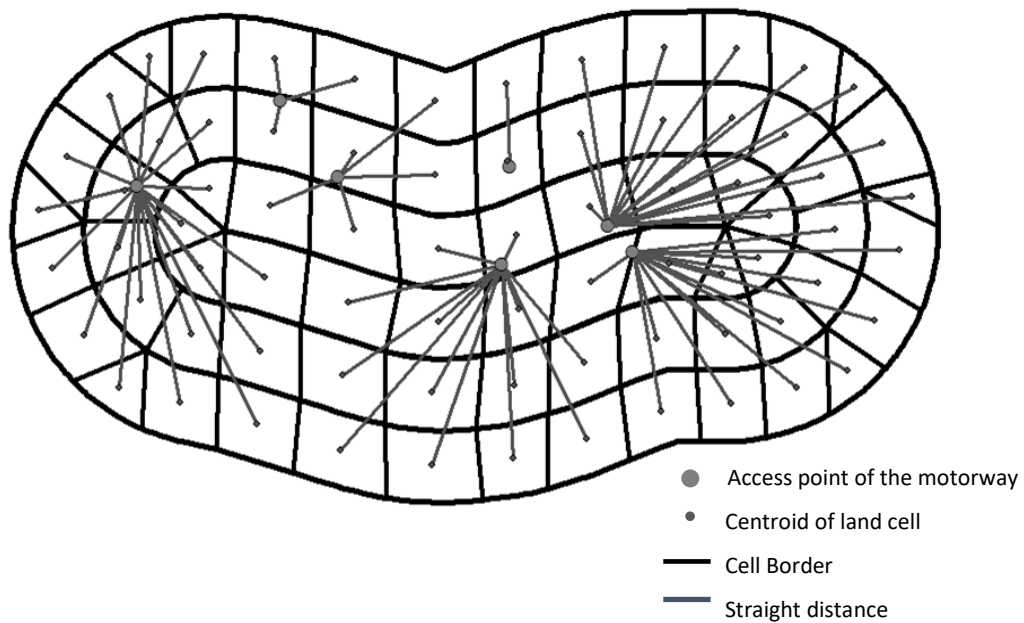 Access point of the motorway
Centroid of land cell
Cell Border
Straight distance